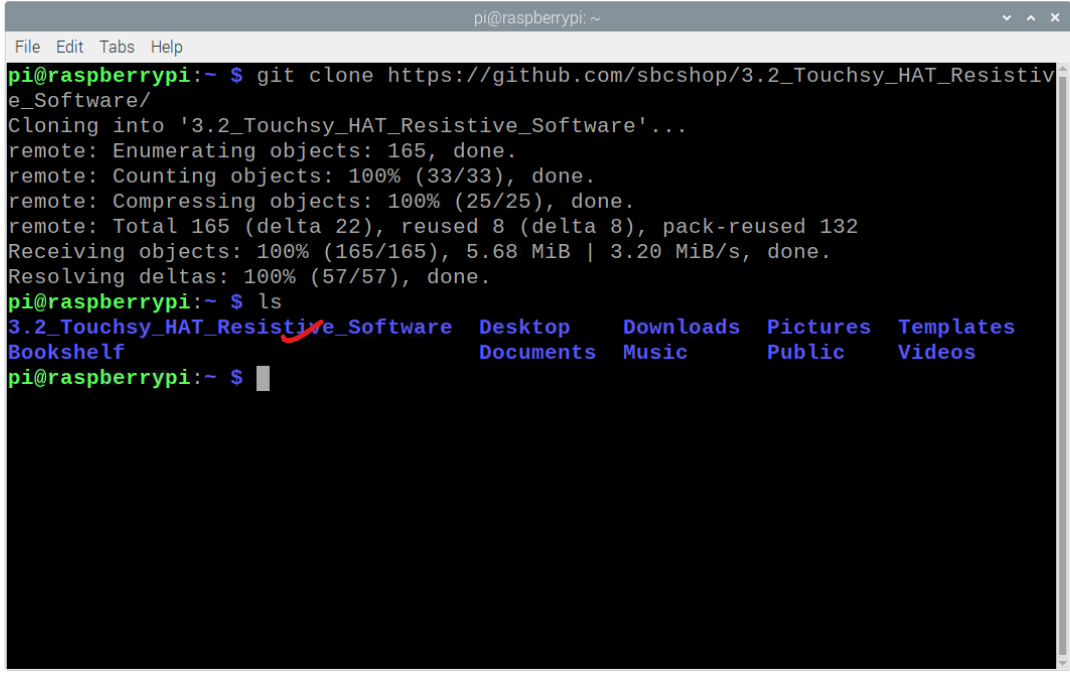 pi@raspberrypi: ~
File Edit Tabs Help
pi@raspberrypi:~ $ git clone https://github.com/sbcshop/3.2_Touchsy_HAT_Resistiv
e_Software/
Cloning into '3.2_Touchsy_HAT_Resistive_Software'...
remote: Enumerating objects: 165, done.
remote: Counting objects: 100% (33/33), done.
remote: Compressing objects: 100% (25/25), done.
remote: Total 165 (delta 22), reused 8 (delta 8), pack-reused 132
Receiving objects: 100% (165/165), 5.68 MiB | 3.20 MiB/s, done.
Resolving deltas: 100% (57/57), done.
pi@raspberrypi:~ $ ls
3.2_Touchsy_HAT_Resistive_Software Desktop Downloads Pictures Templates
Bookshelf Documents Music Public Videos
pi@raspberrypi:~ $